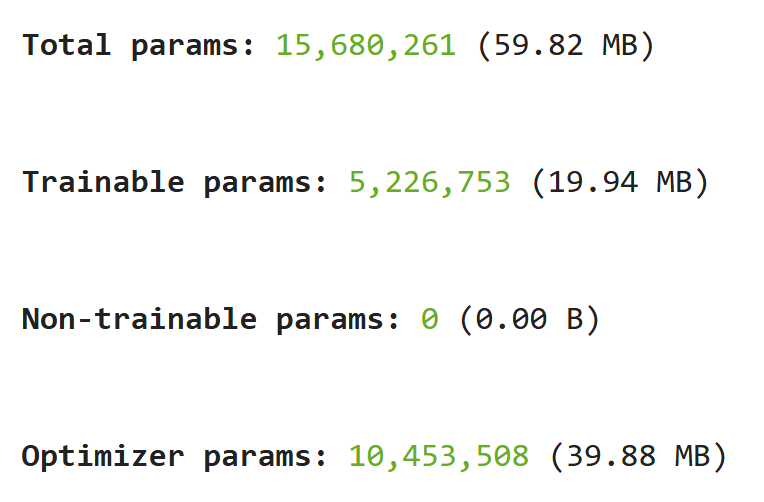 Total params: 15,680,261 (59.82 MB)
Trainable params: 5,226,753 (19.94 MB)
Non-trainable params: 0 (0.00 B)
Optimizer params: 10,453,508 (39.88 MB)